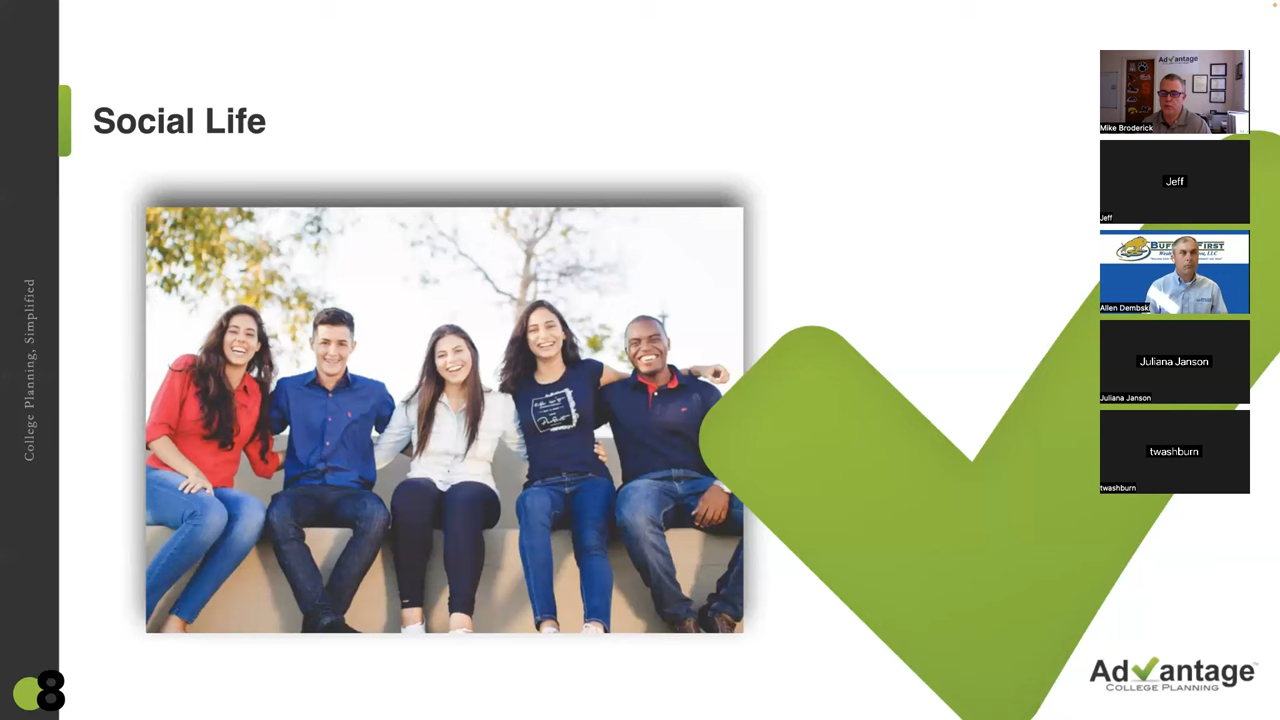 Social Life
College Planning, Simplified
8
Advantage
Mike Broderick
Jeff
Jeff
Allen Dembski
Juliana Janson
Juliana Janson
twashburn
twashburn
Advantage
COLLEGE PLANNING